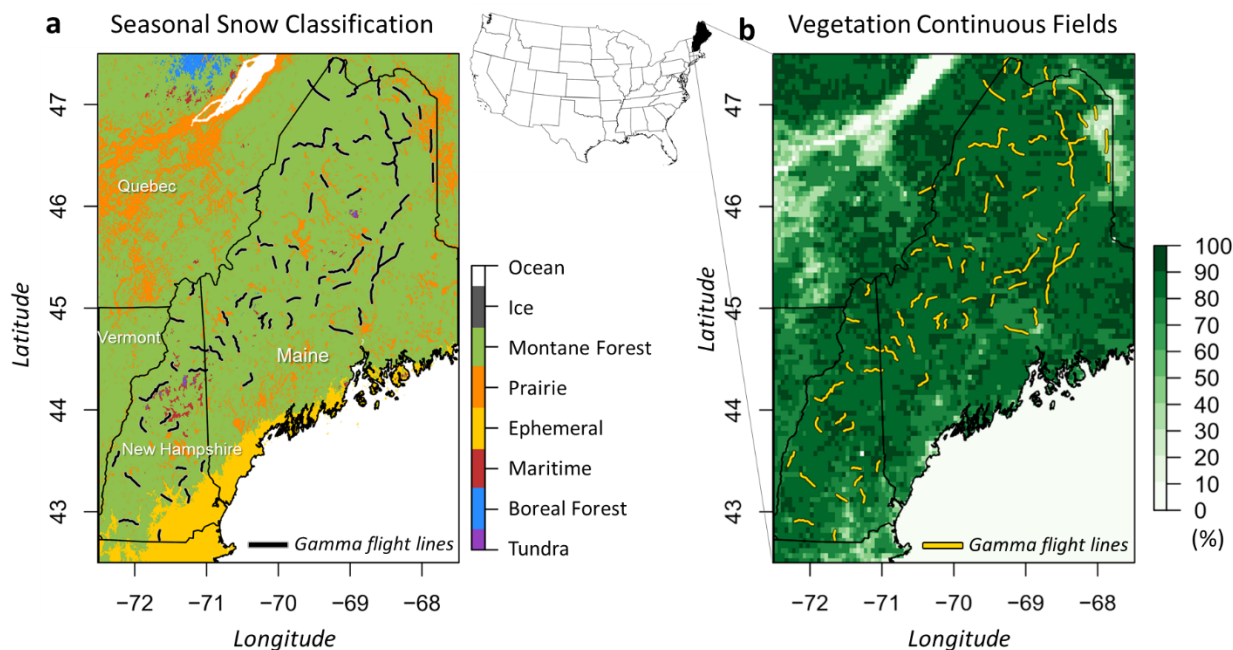 a Seasonal Snow Classification
47
46
45
44
43
Latitude
Quebec
Vermont
Maine
New Hampshire
Gamma flight lines
−72 −71 −70 −69 −68
Longitude
Ocean
Ice
Montane Forest
Prairie
Ephemeral
Maritime
Boreal Forest
Tundra
b Vegetation Continuous Fields
47
46
45
44
43
Latitude
Gamma flight lines
−72 −71 −70 −69 −68
Longitude
100
90
80
70
60
50
40
30
20
10
0
(%)